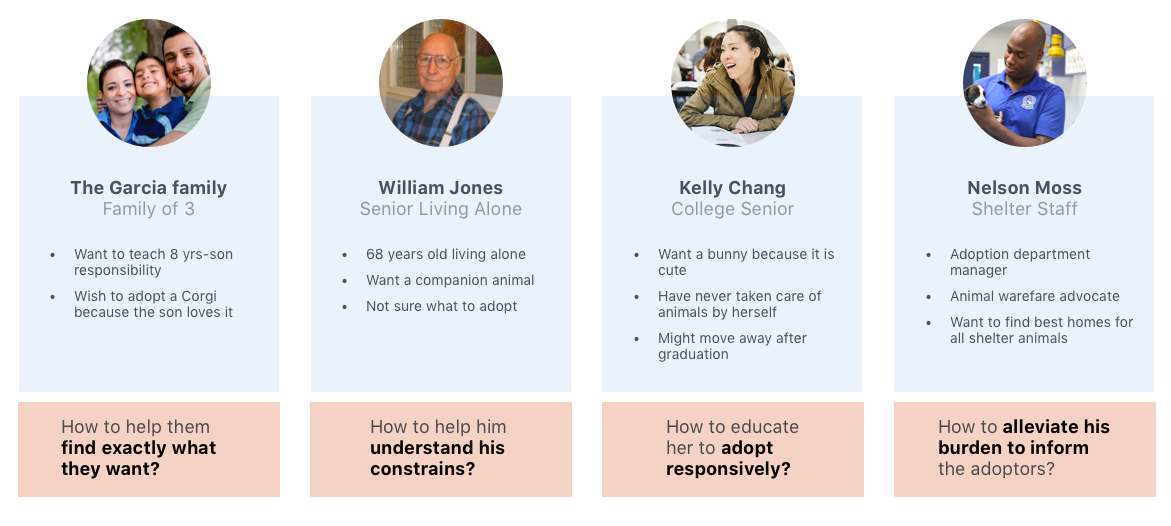 The Garcia family
Family of 3
• Want to teach 8 yrs-son
responsibility
• Wish to adopt a Corgi
because the son loves it
How to help them
find exactly what
they want?
William Jones
Senior Living Alone
• 68 years old living alone
• Want a companion animal
• Not sure what to adopt
How to help him
understand his
constrains?
Kelly Chang
College Senior
• Want a bunny because it is
cute
• Have never taken care of
animals by herself
• Might move away after
graduation
How to educate
her to adopt
responsively?
Nelson Moss
Shelter Staff
• Adoption department
manager
• Animal warefare advocate
• Want to find best homes for
all shelter animals
How to alleviate his
burden to inform
the adoptors?